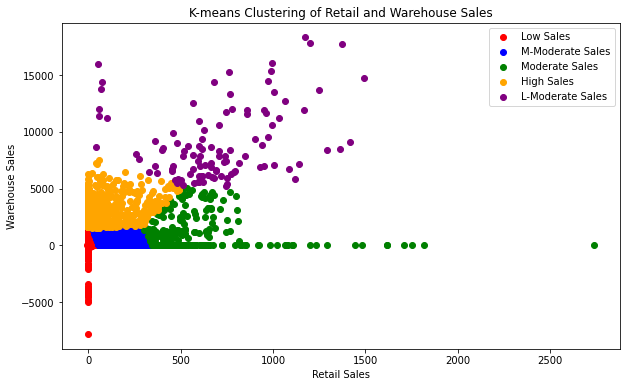 K-means Clustering of Retail and Warehouse Sales
Low Sales
M-Moderate Sales
Moderate Sales
High Sales
L-Moderate Sales
Warehouse Sales
15000
10000
5000
0
−5000
0
500
1000
1500
2000
2500
Retail Sales